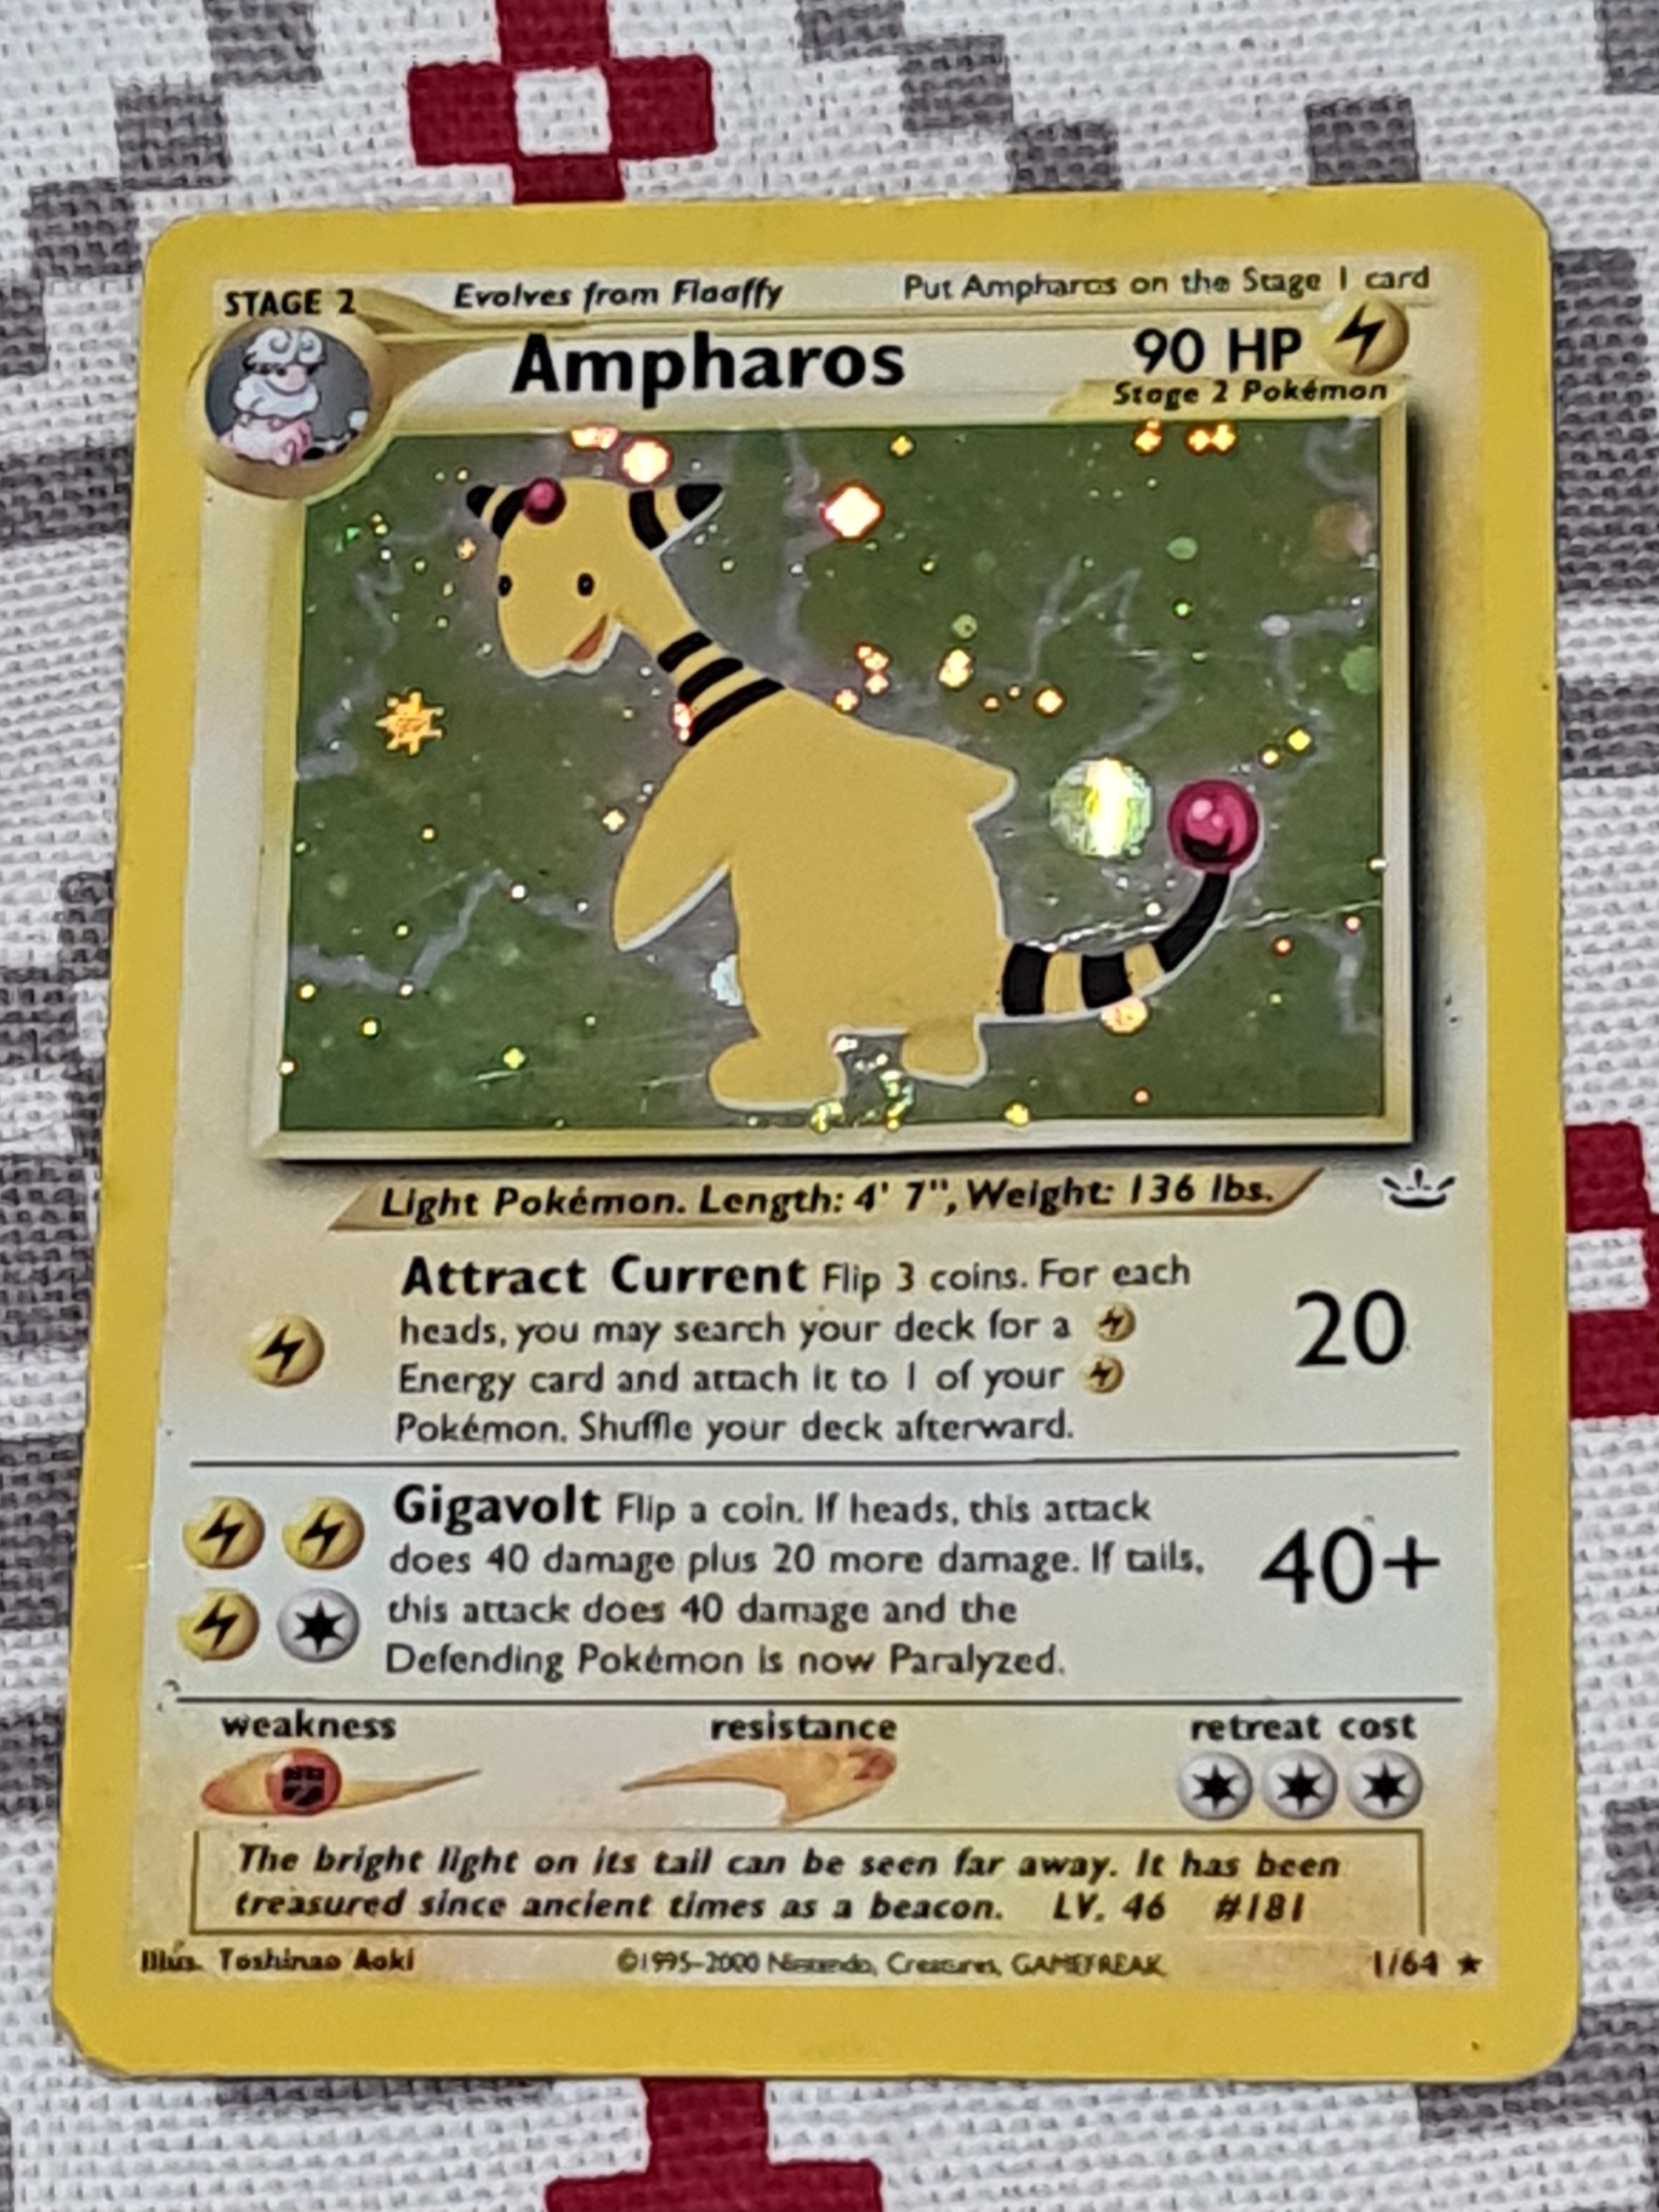 STAGE 2
Evolves from Flaaffy
Put Ampharos on the Stage 1 card
Ampharos
90 HP
Stage 2 Pokémon
Light Pokémon. Length: 4' 7", Weight: 136 lbs.
Attract Current Flip 3 coins. For each
heads, you may search your deck for a
Energy card and attach it to 1 of your
Pokémon. Shuffle your deck afterward.
20
Gigavolt Flip a coin. If heads, this attack
does 40 damage plus 20 more damage. If tails,
this attack does 40 damage and the
Defending Pokémon is now Paralyzed.
40+
weakness
resistance
retreat cost
The bright light on its tail can be seen far away. It has been
treasured since ancient times as a beacon. LV. 46 #181
Illus. Toshinao Aoki
©1995-2000 Nintendo, Creatures, GAMEFREAK
1/64 ★